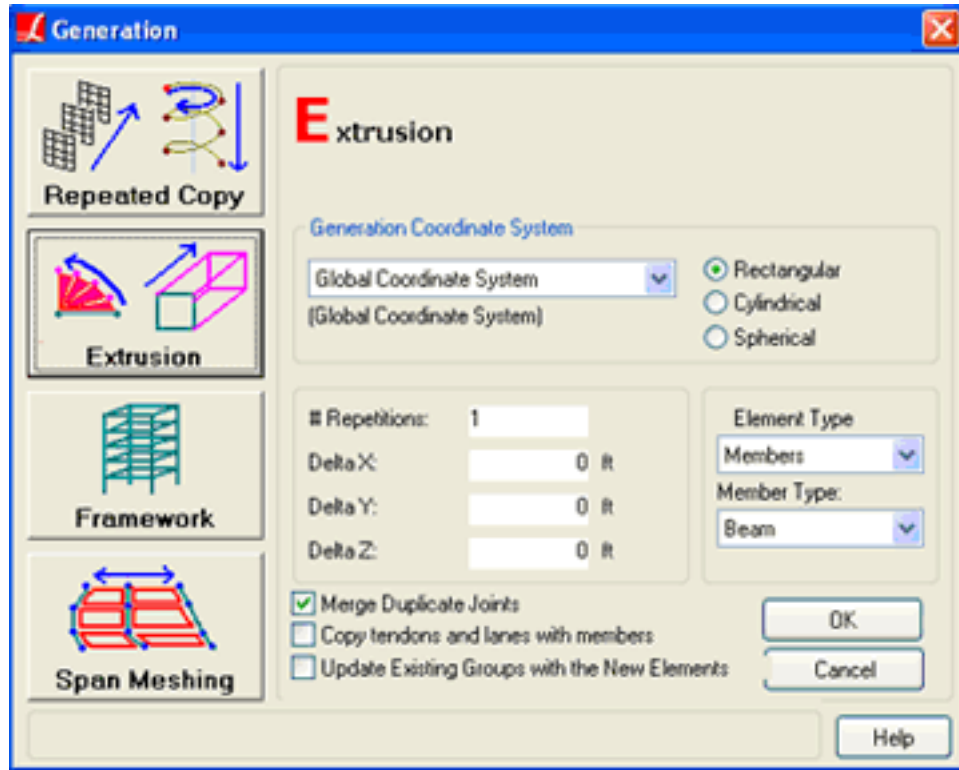 Generation
Repeated Copy
Extrusion
Framework
Span Meshing
Extrusion
Generation Coordinate System
Global Coordinate System
(Global Coordinate System)
Rectangular
Cylindrical
Spherical
# Repetitions: 1
Delta X: 0 ft
Delta Y: 0 ft
Delta Z: 0 ft
Element Type
Members
Member Type:
Beam
Merge Duplicate Joints
Copy tendons and lanes with members
Update Existing Groups with the New Elements
OK
Cancel
Help